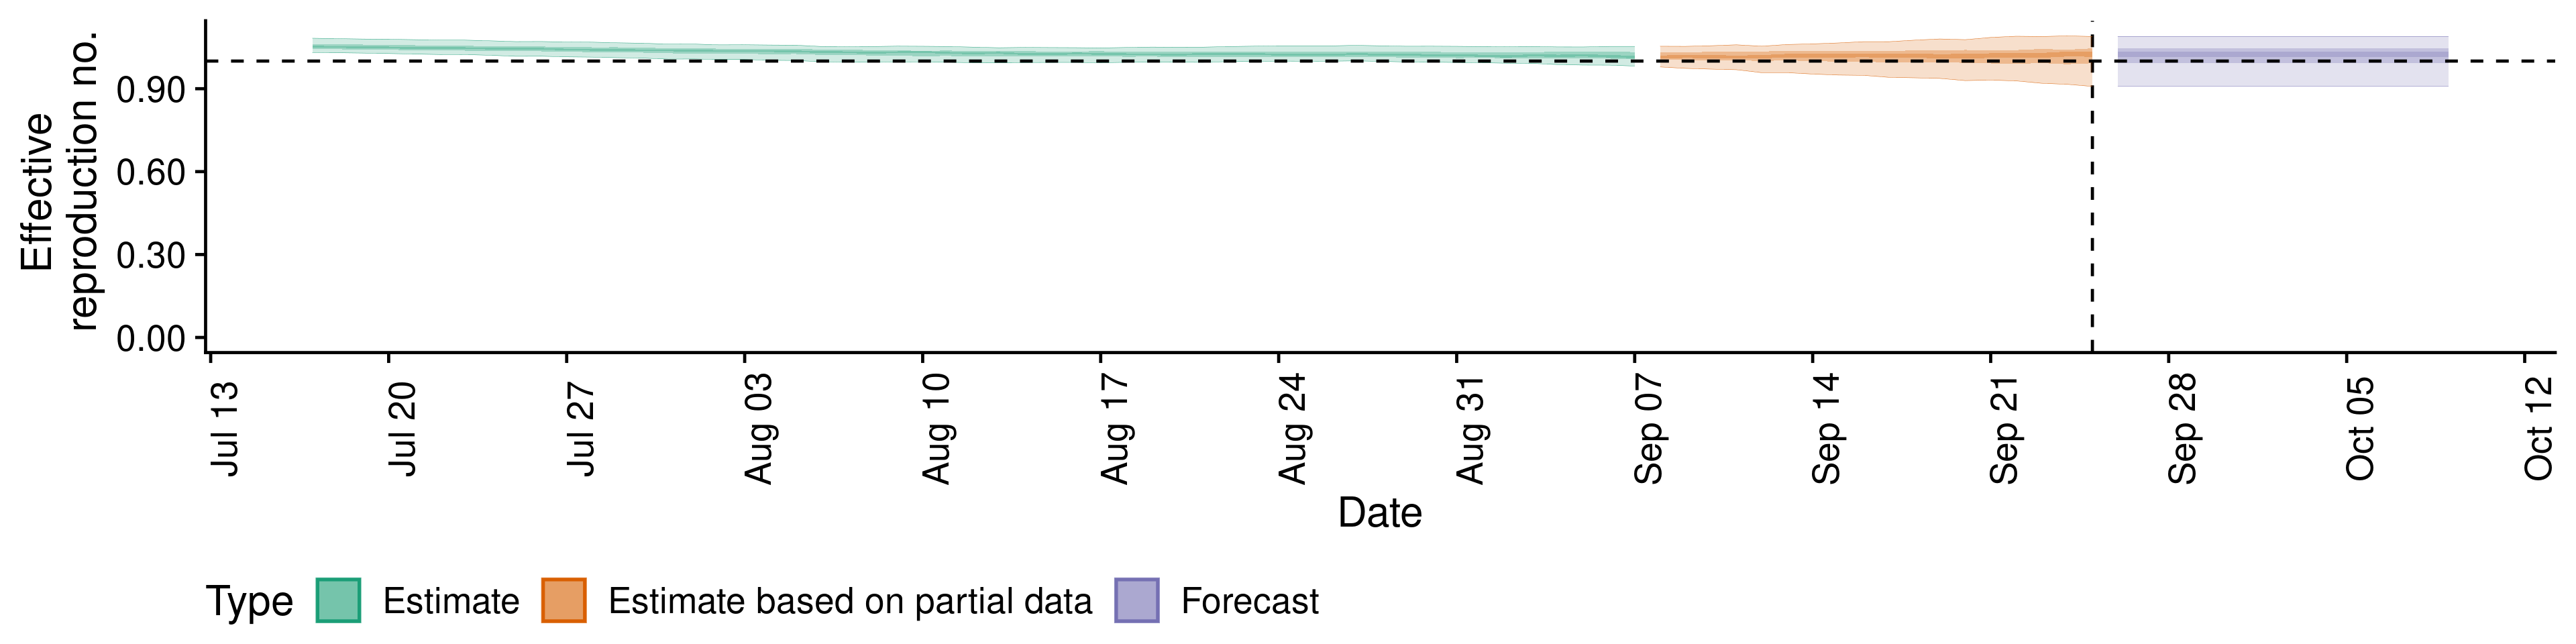 Effective
reproduction no.
0.90
0.60
0.30
0.00
Jul 13
Jul 20
Jul 27
Aug 03
Aug 10
Aug 17
Aug 24
Aug 31
Sep 07
Sep 14
Sep 21
Sep 28
Oct 05
Oct 12
Date
Type Estimate Estimate based on partial data Forecast